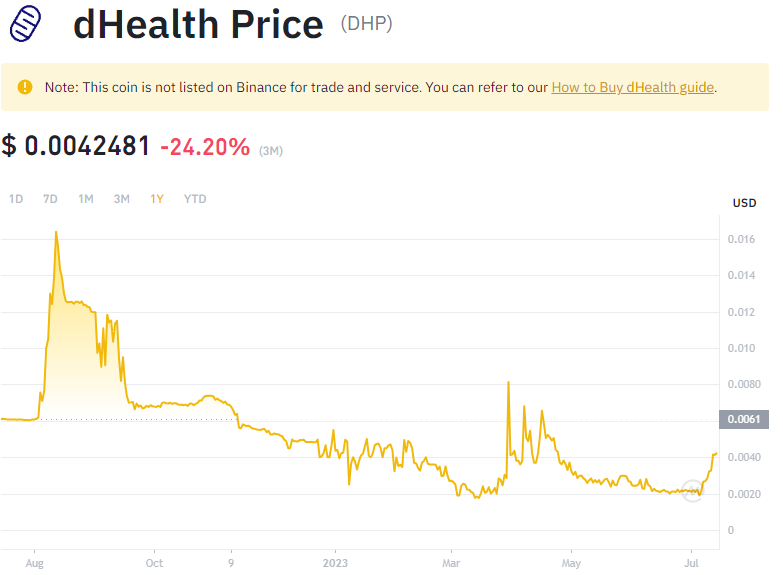 dHealth Price (DHP)
Note: This coin is not listed on Binance for trade and service. You can refer to our How to Buy dHealth guide.
$ 0.0042481 -24.20% (3M)
1D 7D 1M 3M 1Y YTD
USD
0.016
0.014
0.012
0.010
0.0080
0.0061
0.0040
0.0020
0
Aug Oct 9 2023 Mar May Jul